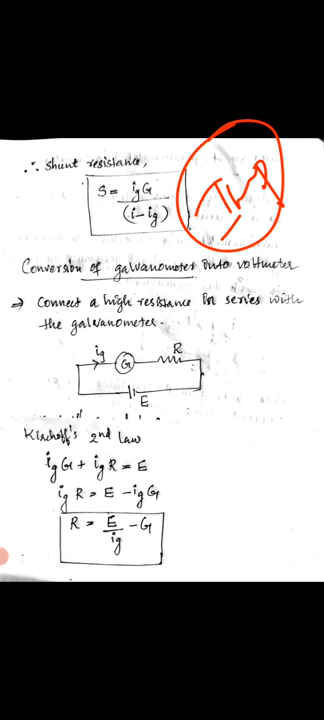 ∴ shunt resistance,
S = igG / (i - ig)
Imp
Conversion of galvanometer into voltmeter
⇒ Connect a high resistance in series with
the galvanometer.
ig G R
E
Kirchoff's 2nd law
igG + igR = E
igR = E - igG
R = E/ig - G